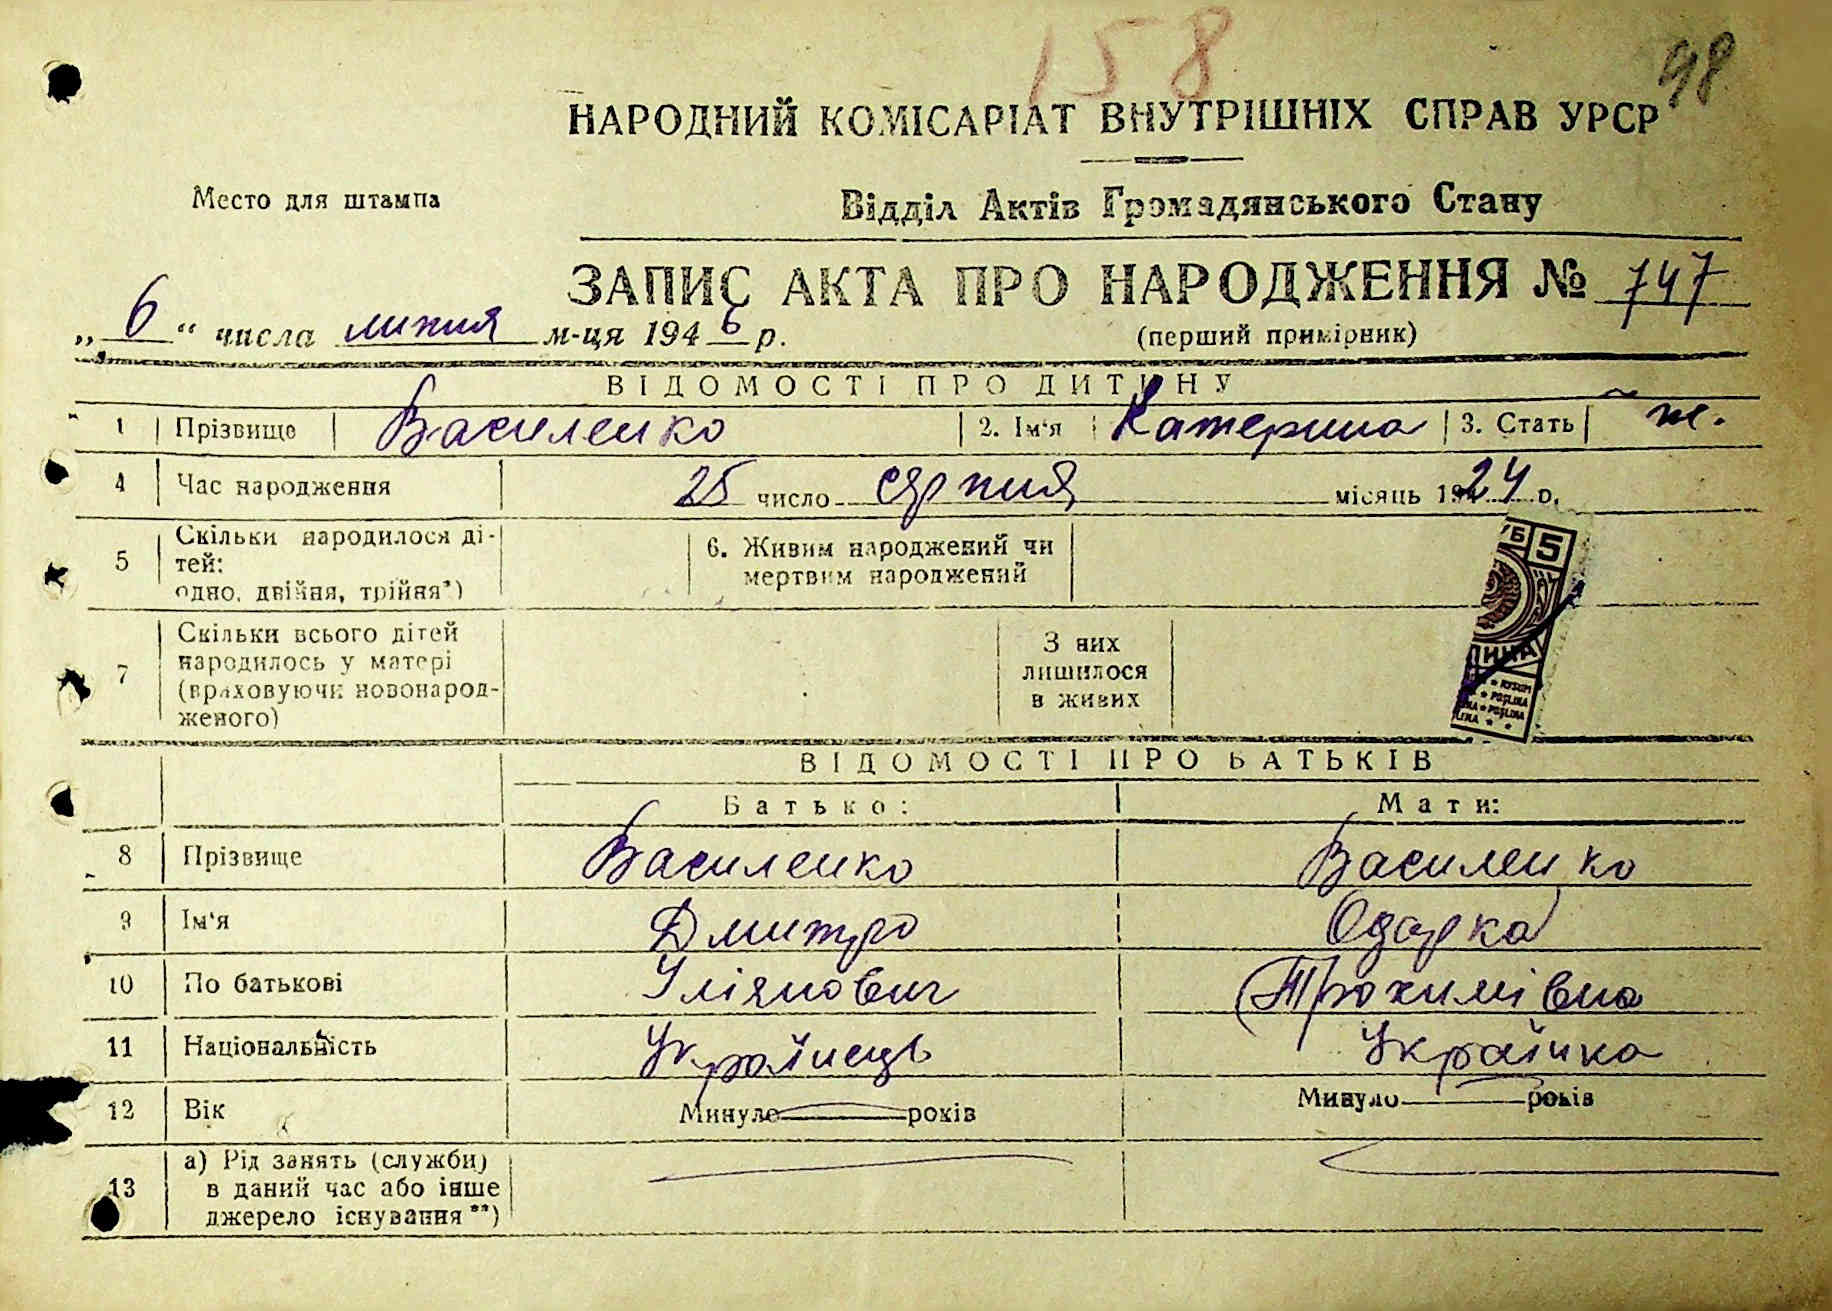 158
98
НАРОДНИЙ КОМІСАРІАТ ВНУТРІШНІХ СПРАВ УРСР
Место для штампа
Відділ Актів Громадянського Стану
ЗАПИС АКТА ПРО НАРОДЖЕННЯ № 747
„ 6 “ числа липня м-ця 1946 р.
(перший примірник)
ВІДОМОСТІ ПРО ДИТИНУ
1 Прізвище Василенко 2. Ім'я Катерина 3. Стать ж.
4 Час народження 25 число серпня місяць 1924 р.
5 Скільки народилося ді-
тей:
одно, двійня, трійня*)
6. Живим народжений чи
мертвим народжений
7 Скільки всього дітей
народилось у матері
(враховуючи новонарод-
женого)
З них
лишилося
в живих
5
ВІДОМОСТІ ПРО БАТЬКІВ
Батько: Мати:
8 Прізвище Василенко Василенко
9 Ім'я Дмитро Одарка
10 По батькові Уліянович Трохимівна
11 Національність Українець Українка
12 Вік Минуло років Минуло років
13 а) Рід занять (служби)
в даний час або інше
джерело існування**)